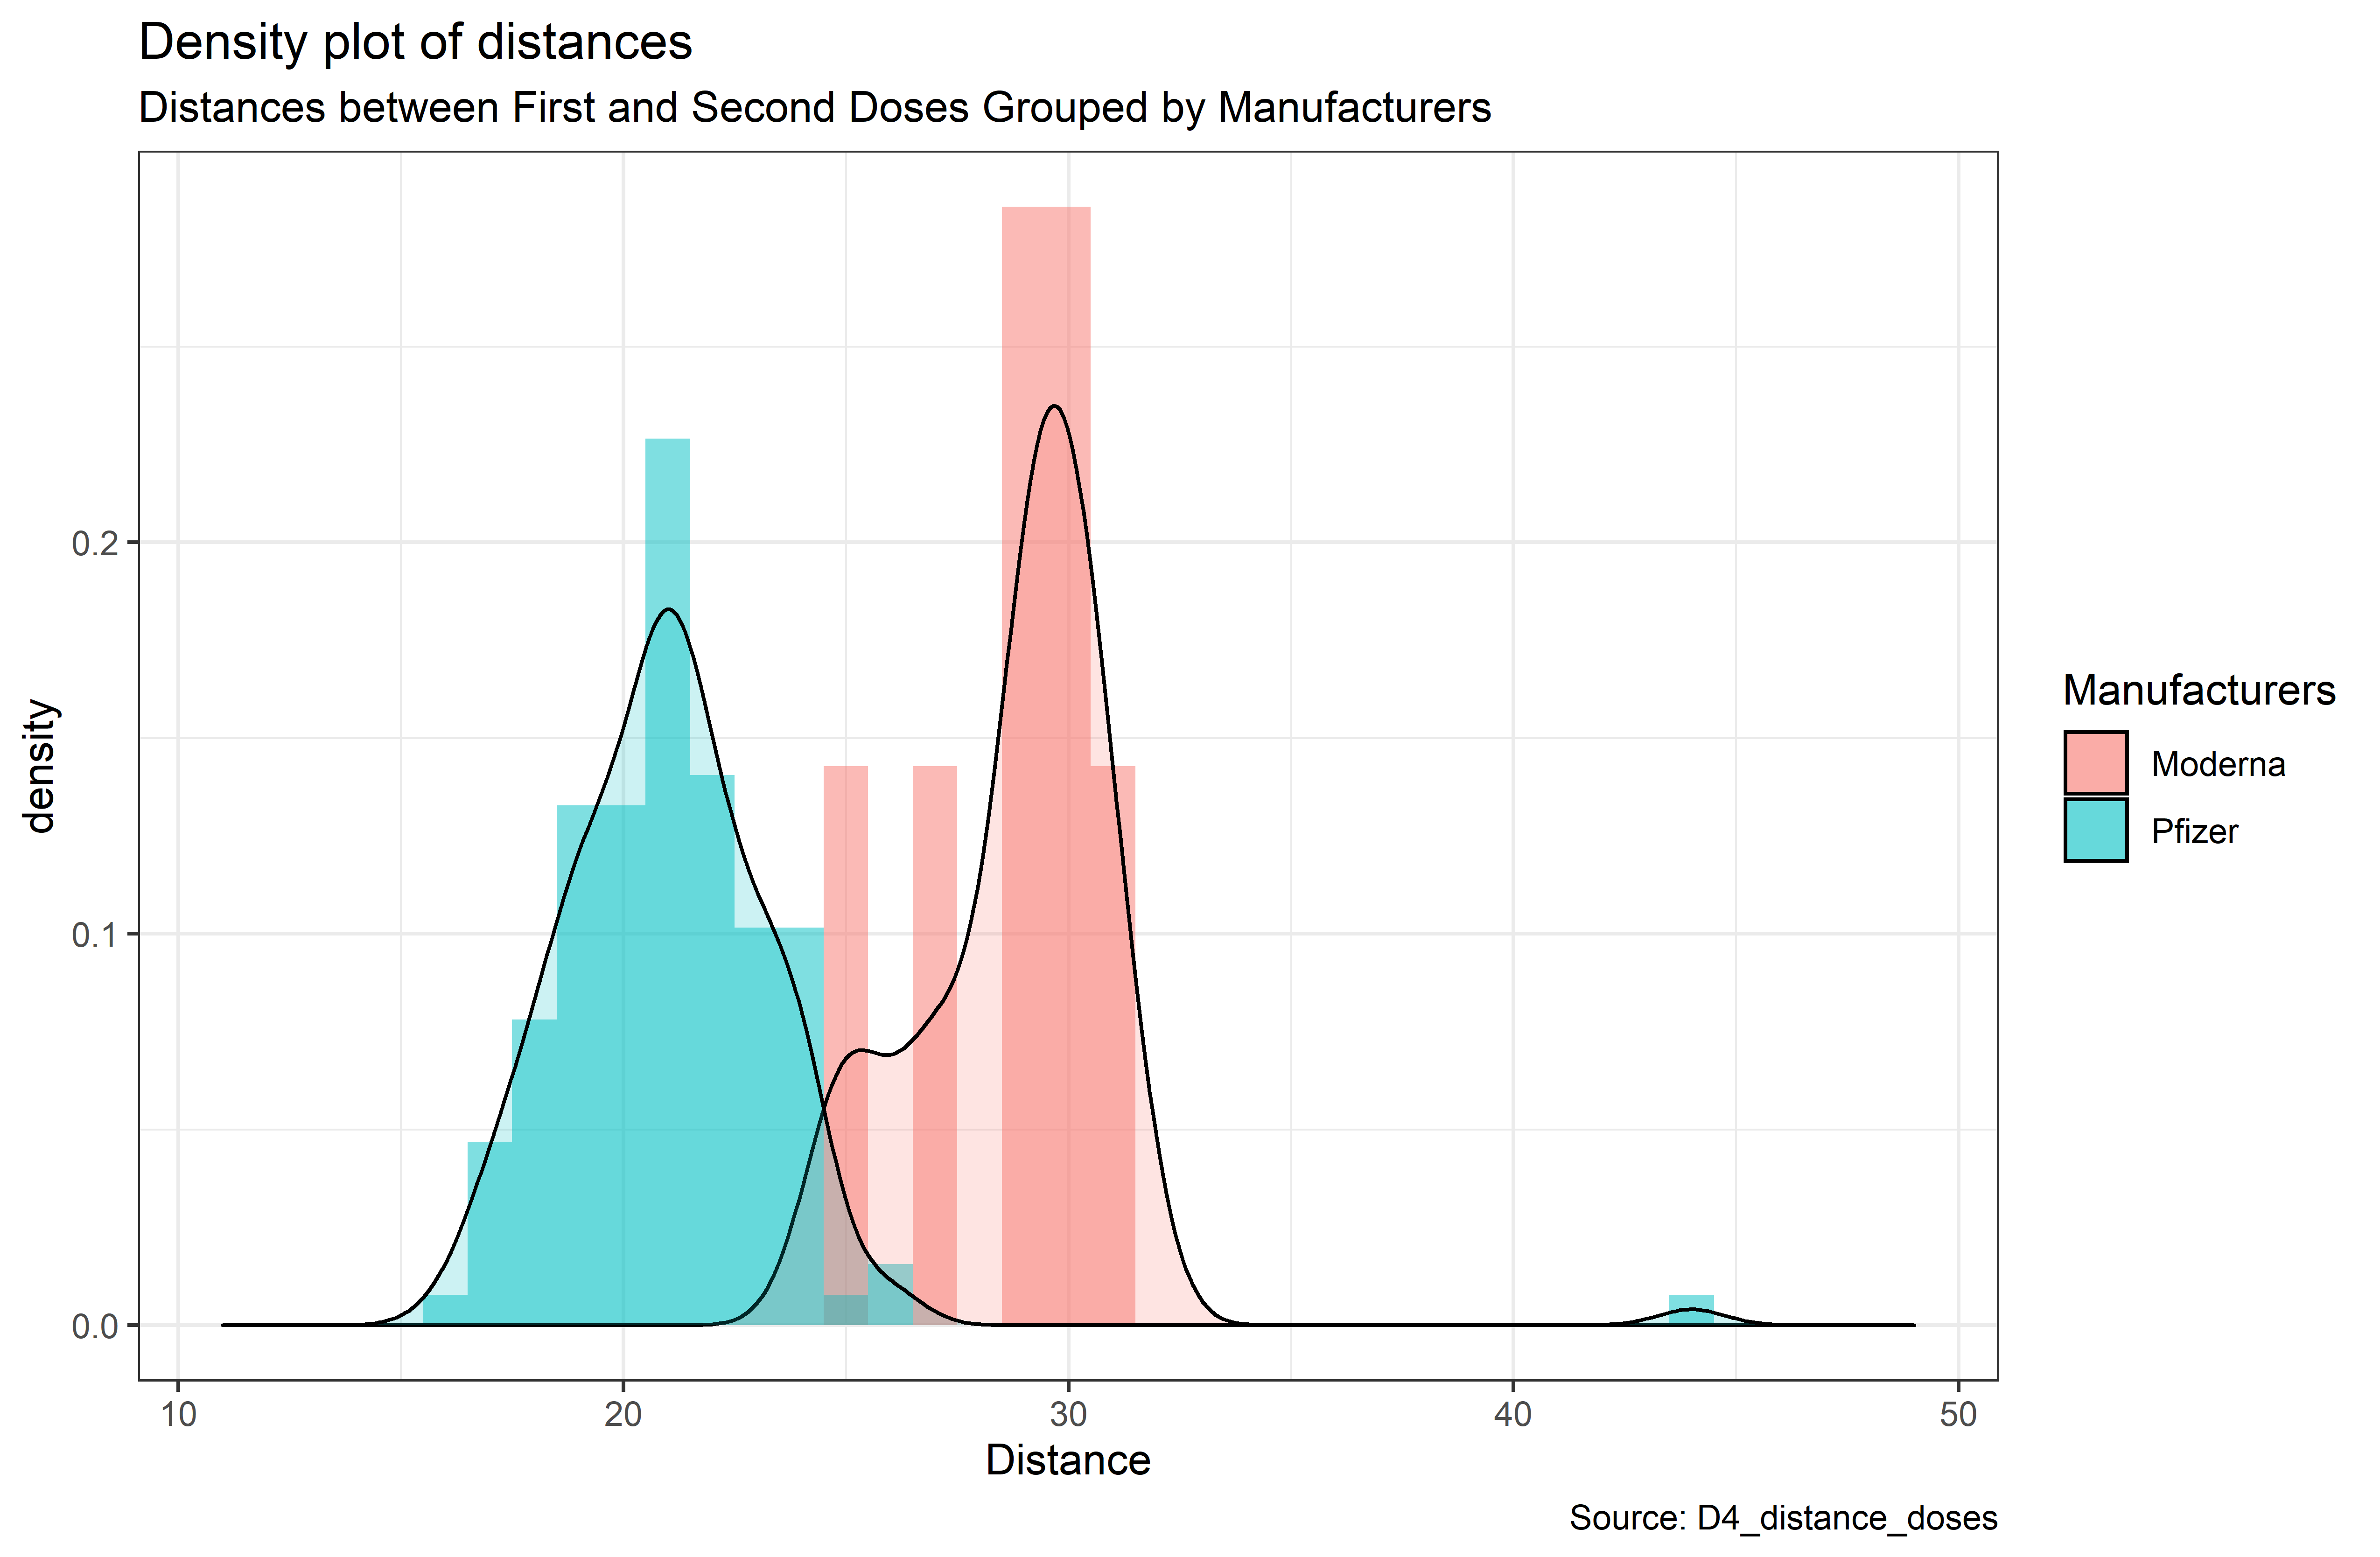 Density plot of distances
Distances between First and Second Doses Grouped by Manufacturers
density
0.2
0.1
0.0
10 20 30 40 50
Distance
Manufacturers
Moderna
Pfizer
Source: D4_distance_doses